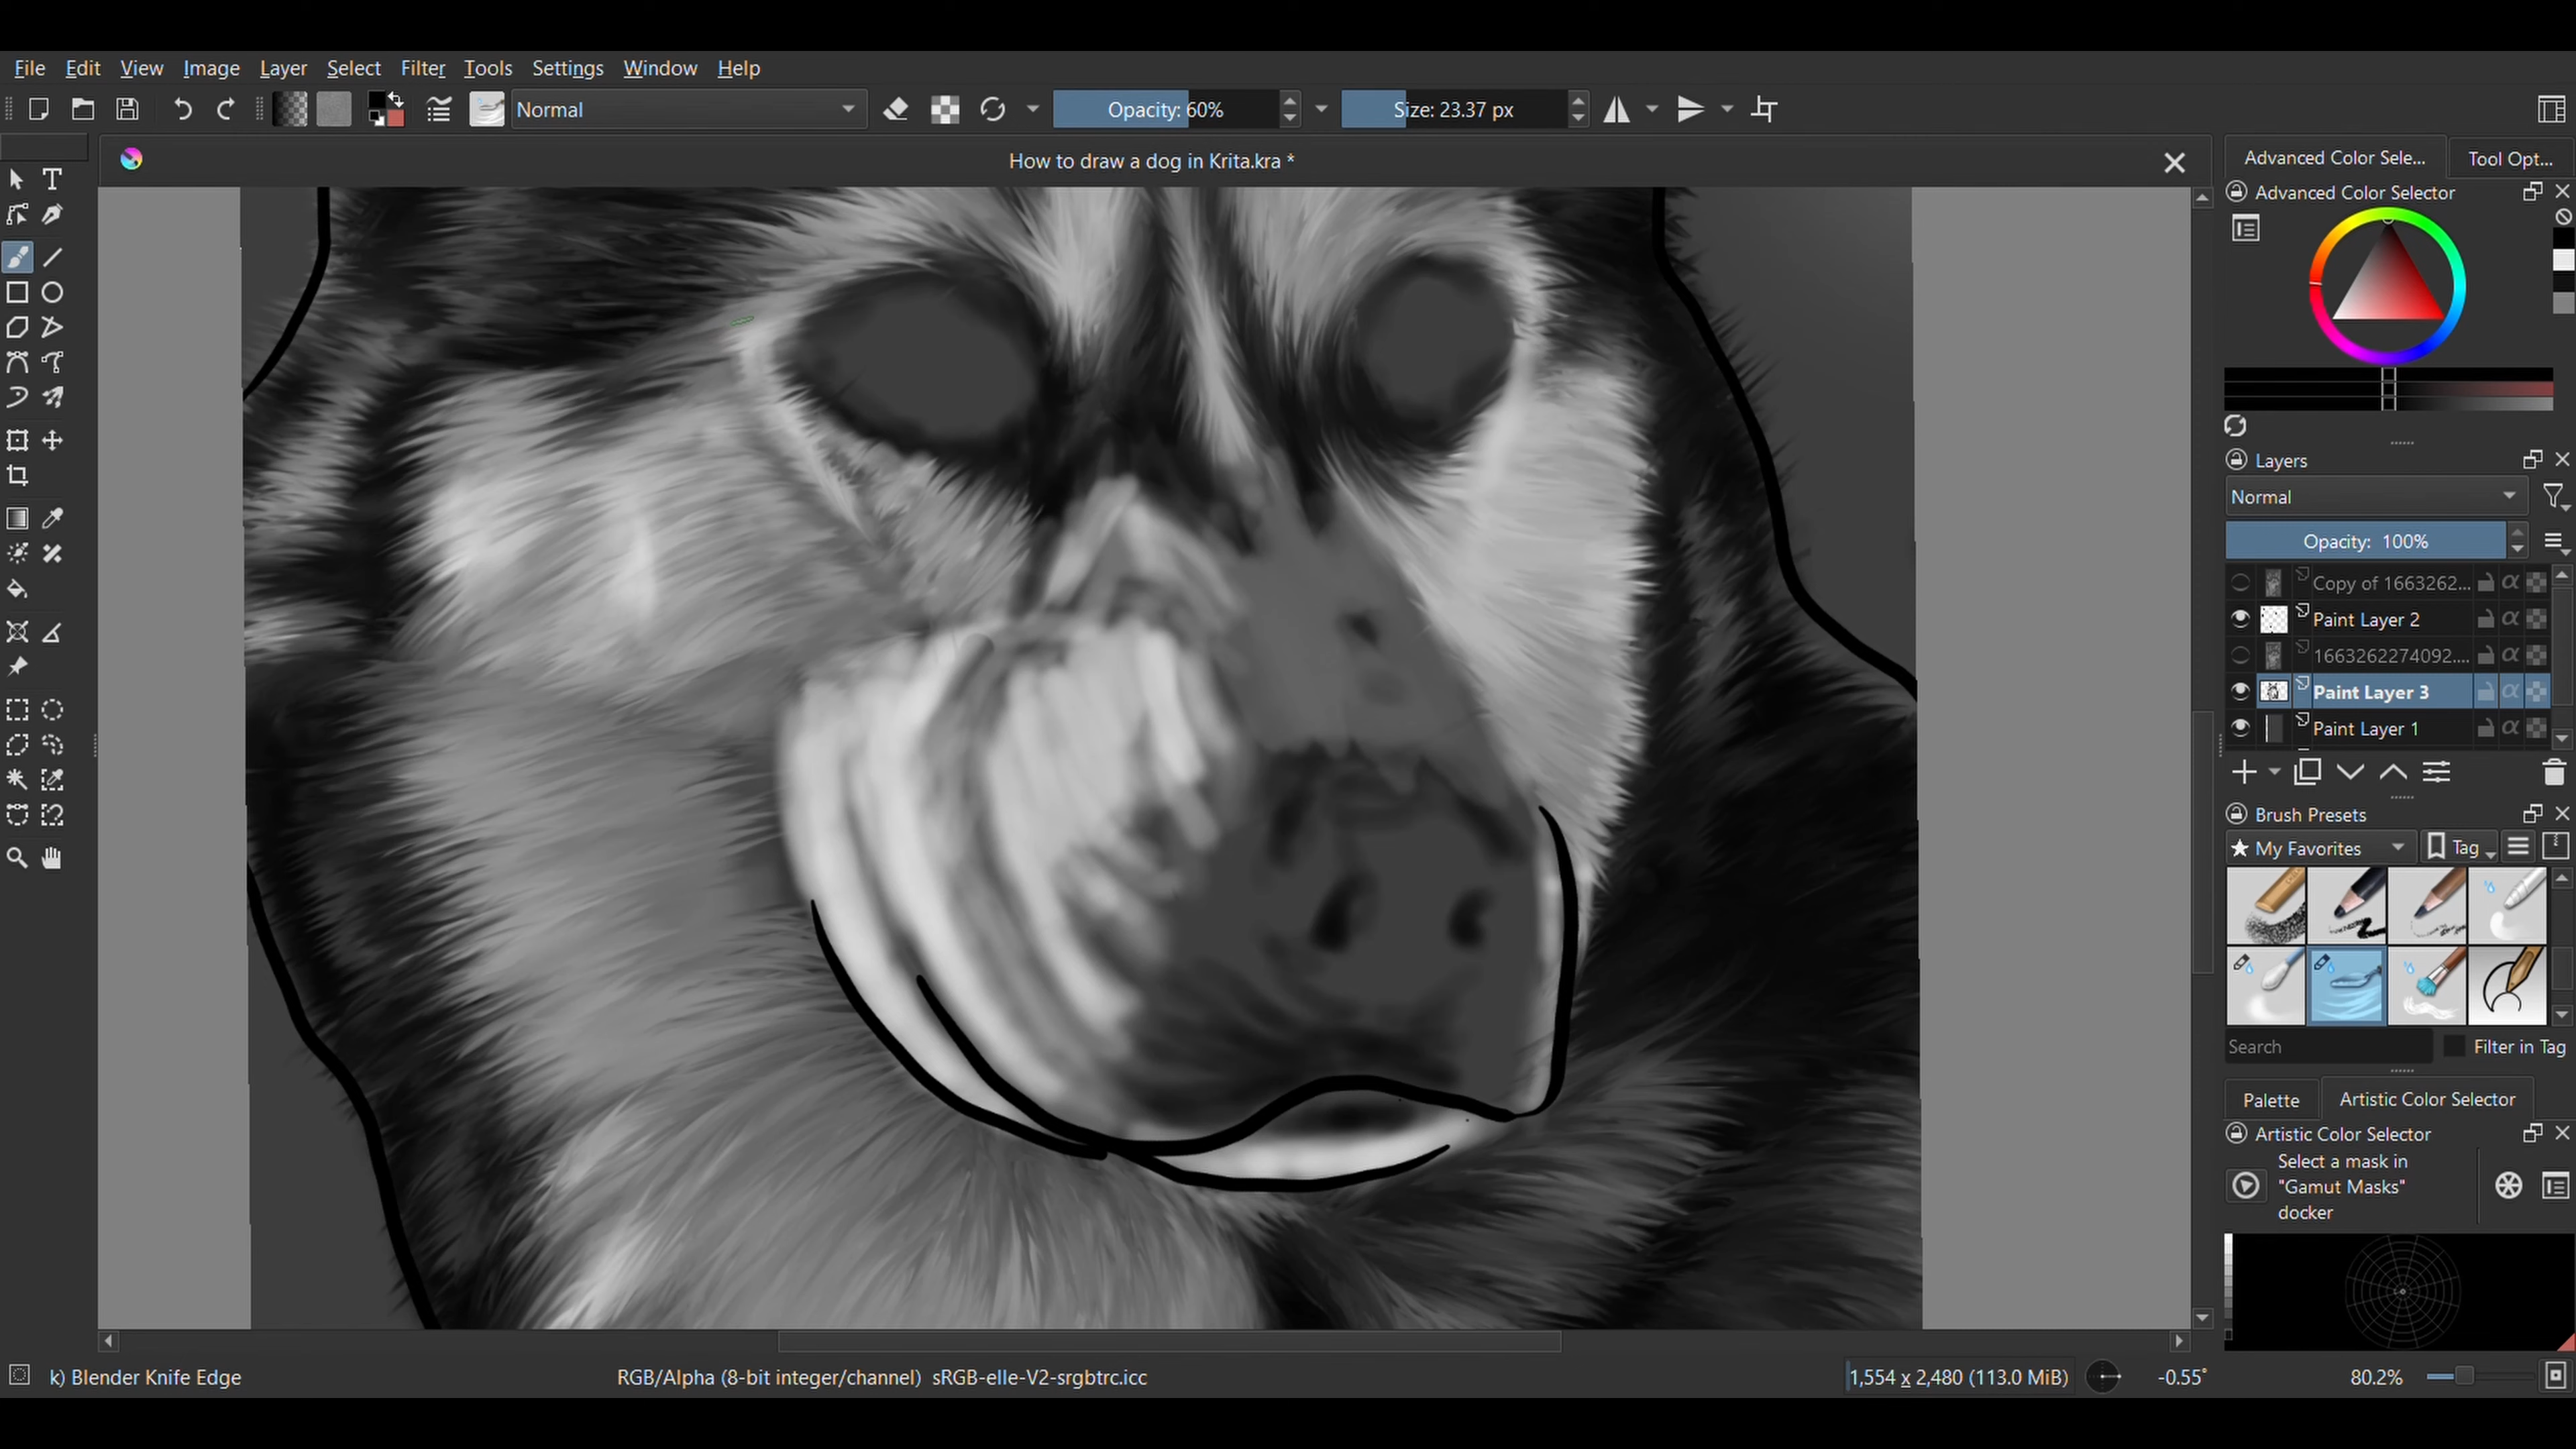 File Edit View Image Layer Select Filter Tools Settings Window Help
Normal Opacity: 60% Size: 23.37 px
How to draw a dog in Krita.kra *
Advanced Color Sele... Tool Opt...
Advanced Color Selector
Layers
Normal
Opacity: 100%
Copy of 1663262...
Paint Layer 2
1663262274092....
Paint Layer 3
Paint Layer 1
Brush Presets
My Favorites Tag
Search Filter in Tag
Palette Artistic Color Selector
Artistic Color Selector
Select a mask in
"Gamut Masks"
docker
k) Blender Knife Edge RGB/Alpha (8-bit integer/channel) sRGB-elle-V2-srgbtrc.icc 1,554 x 2,480 (113.0 MiB) -0.55° 80.2%